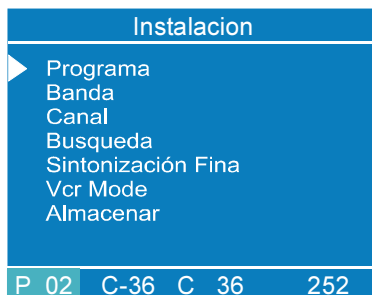 Instalacion
Programa
Banda
Canal
Busqueda
Sintonización Fina
Vcr Mode
Almacenar
P 02 C-36 C 36 252